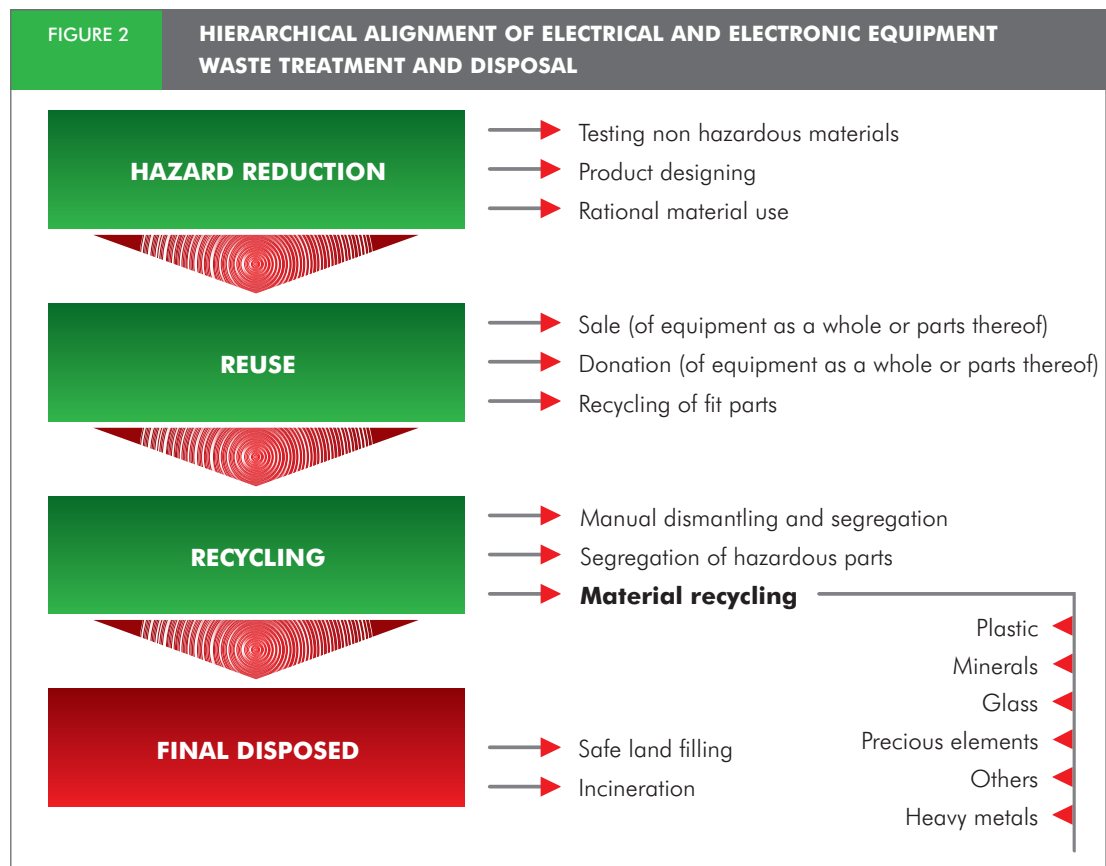 FIGURE 2
HIERARCHICAL ALIGNMENT OF ELECTRICAL AND ELECTRONIC EQUIPMENT
WASTE TREATMENT AND DISPOSAL
HAZARD REDUCTION
Testing non hazardous materials
Product designing
Rational material use
REUSE
Sale (of equipment as a whole or parts thereof)
Donation (of equipment as a whole or parts thereof)
Recycling of fit parts
RECYCLING
Manual dismantling and segregation
Segregation of hazardous parts
Material recycling
Plastic
Minerals
Glass
Precious elements
Others
Heavy metals
FINAL DISPOSED
Safe land filling
Incineration